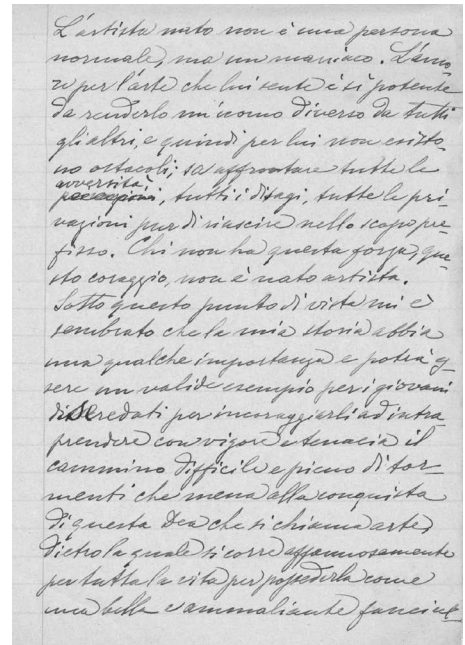 L'artista nato non è una persona
normale, ma un maniaco. L'amo-
re per l'arte che lui sente è sì potente
da renderlo un uomo diverso da tutti
gli altri, e quindi per lui non esisto-
no ostacoli; sa affrontare tutte le
avversità
, tutti i disagi, tutte le pri-
vazioni pur di riuscire nello scopo pre-
fisso. Chi non ha questa forza, que-
sto coraggio, non è nato artista.
Sotto questo punto di vista mi è
sembrato che la mia storia abbia
una qualche importanza e potrà es-
sere un valido esempio per i giovani
diseredati per incoraggiarli ad intra-
prendere con vigore e tenacia il
cammino difficile e pieno di tor-
menti che mena alla conquista
di questa Dea che si chiama arte,
dietro la quale si corre affannosamente
per tutta la vita per possederla come
una bella e ammaliante fanciul-